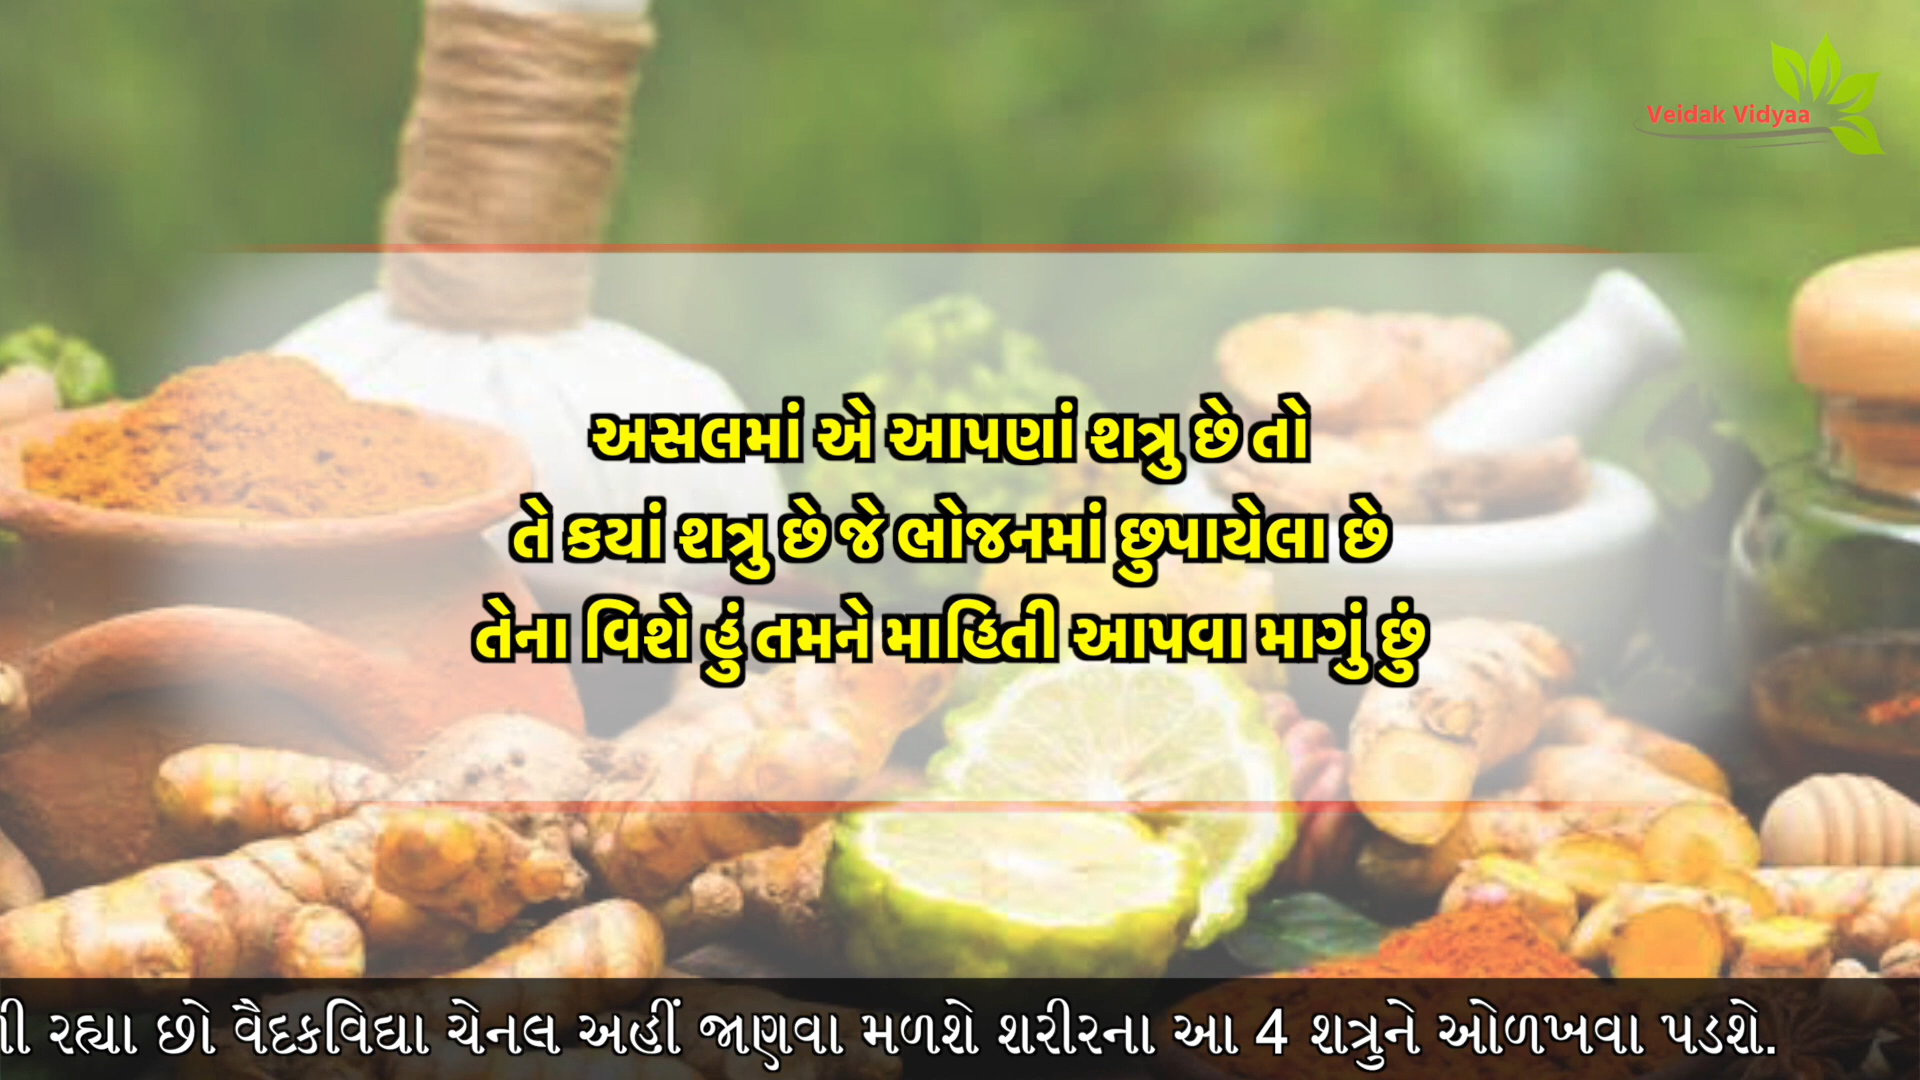 Veidak Vidyaa
અસલમાં એ આપણાં શત્રુ છે તો
તે કયાં શત્રુ છે જે ભોજનમાં છુપાયેલા છે
તેના વિશે હું તમને માહિતી આપવા માગું છું
રહ્યા છો વૈદકવિદ્યા ચેનલ અહીં જાણવા મળશે શરીરના આ 4 શત્રુને ઓળખવા પડશે.